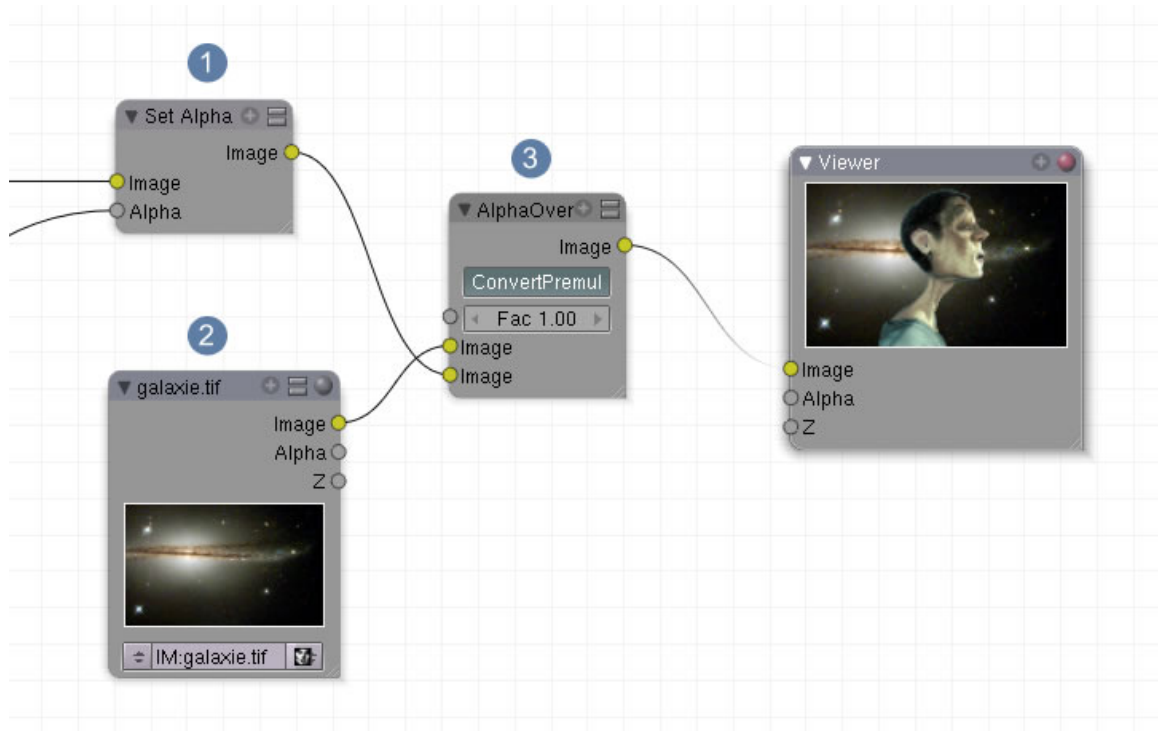 1
Set Alpha
Image
Image
Alpha
2
galaxie.tif
Image
Alpha
Z
IM:galaxie.tif
3
AlphaOver
Image
ConvertPremul
Fac 1.00
Image
Image
Viewer
Image
Alpha
Z